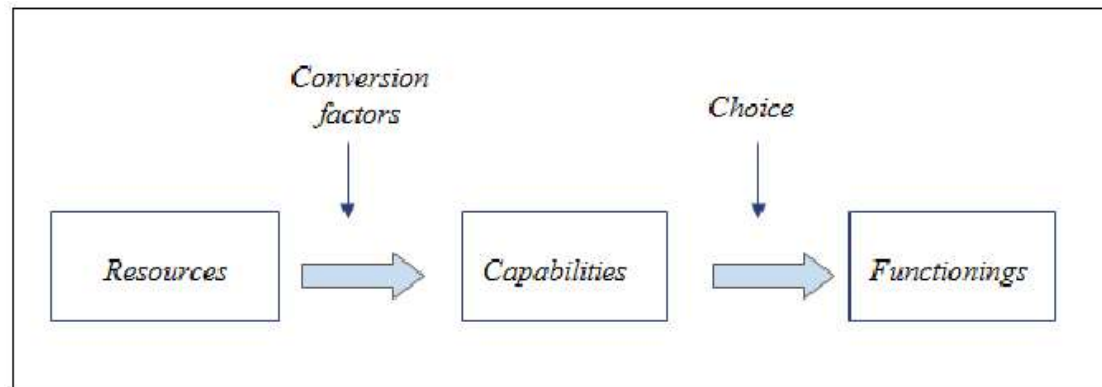 Conversion
factors
Choice
Resources
Capabilities
Functionings